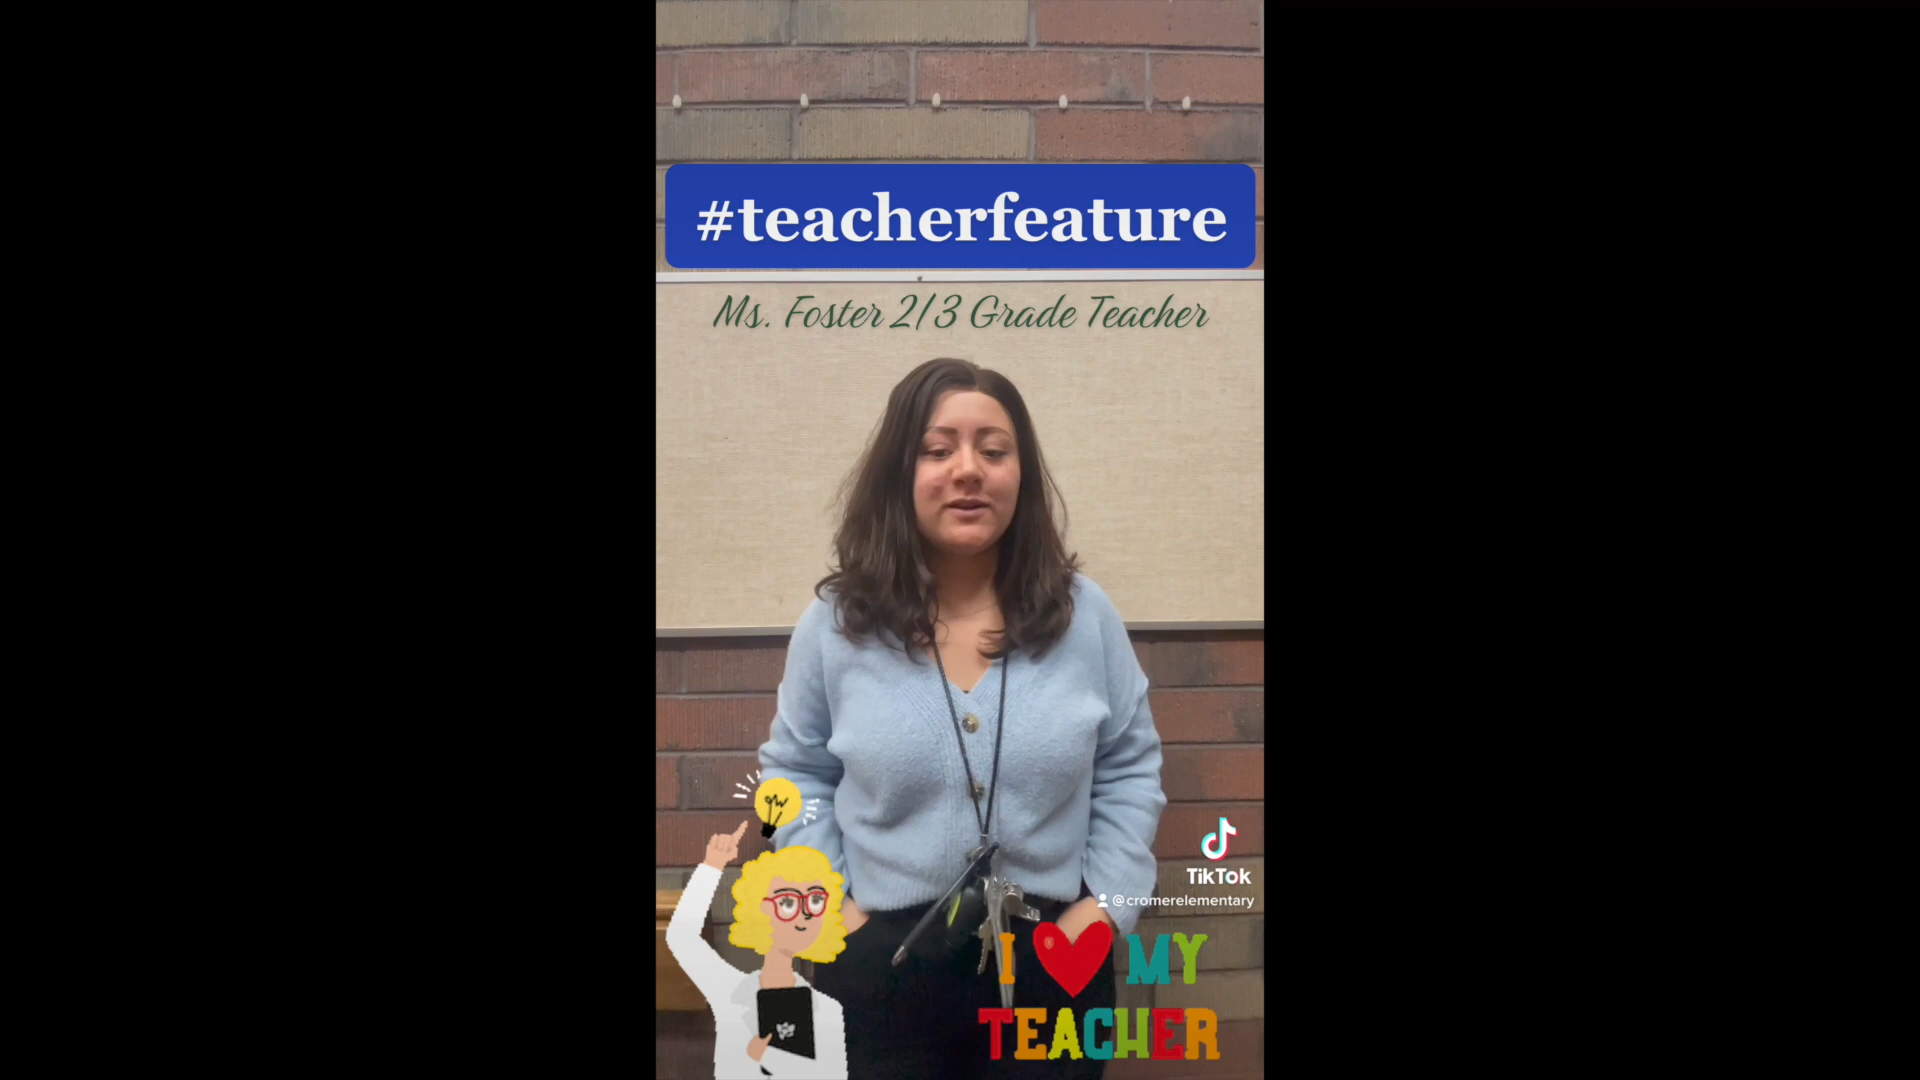 #teacherfeature
Ms. Foster 2/3 Grade Teacher
TikTok
@cromerelementary
I MY
TEACHER